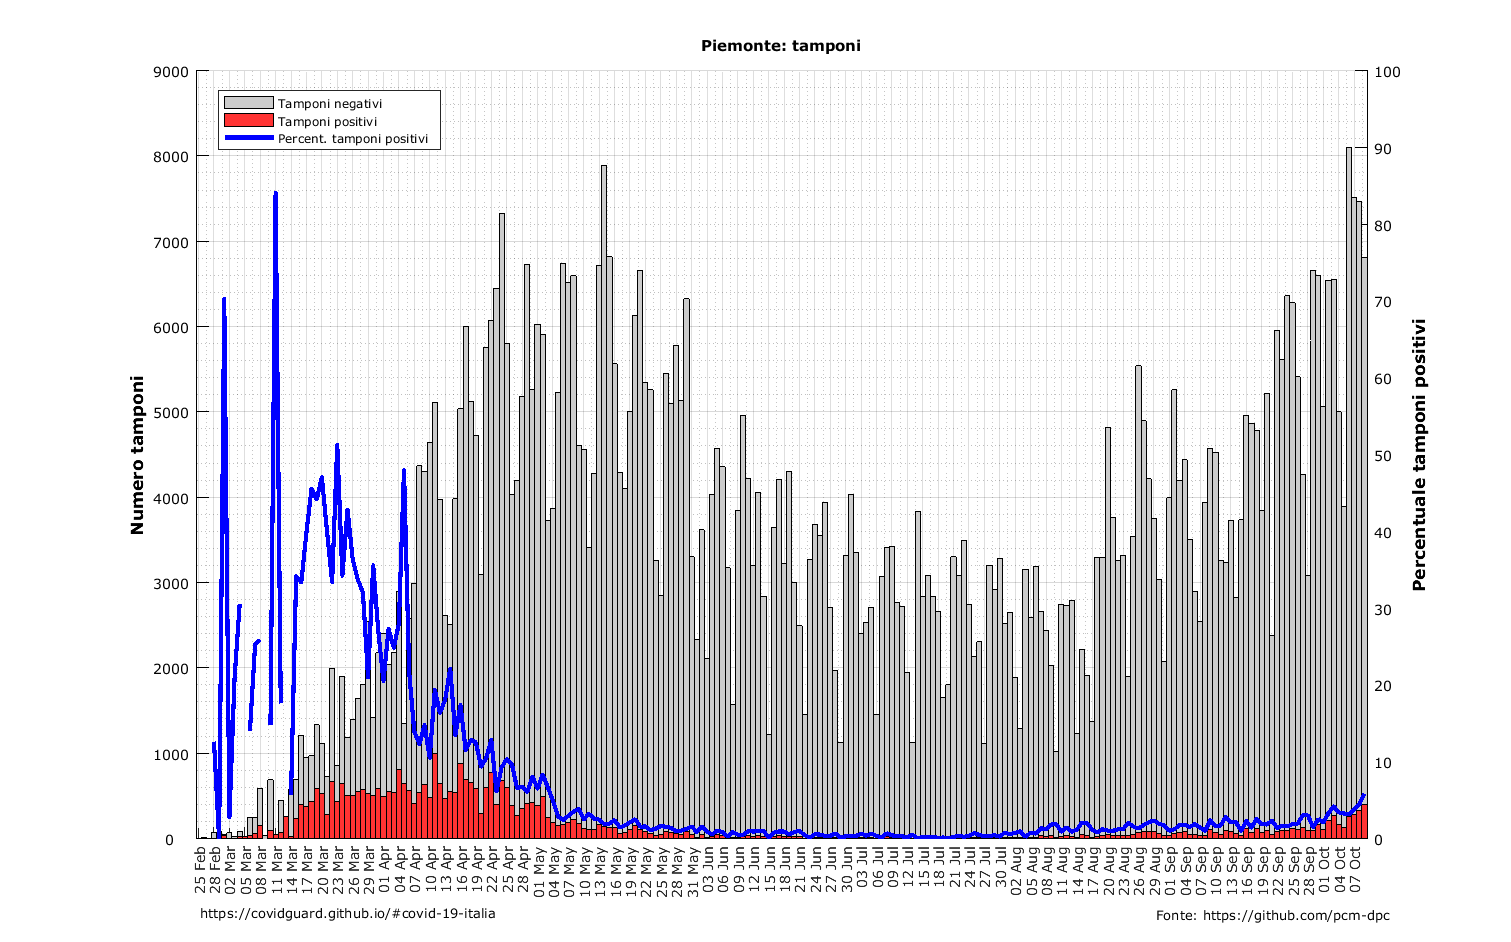 Piemonte: tamponi
9000
8000
7000
6000
5000
4000
3000
2000
1000
0
Numero tamponi
Tamponi negativi
Tamponi positivi
Percent. tamponi positivi
100
90
80
70
60
50
40
30
20
10
0
Percentuale tamponi positivi
25 Feb
28 Feb
02 Mar
05 Mar
08 Mar
11 Mar
14 Mar
17 Mar
20 Mar
23 Mar
26 Mar
29 Mar
01 Apr
04 Apr
07 Apr
10 Apr
13 Apr
16 Apr
19 Apr
22 Apr
25 Apr
28 Apr
01 May
04 May
07 May
10 May
13 May
16 May
19 May
22 May
25 May
28 May
31 May
03 Jun
06 Jun
09 Jun
12 Jun
15 Jun
18 Jun
21 Jun
24 Jun
27 Jun
30 Jun
03 Jul
06 Jul
09 Jul
12 Jul
15 Jul
18 Jul
21 Jul
24 Jul
27 Jul
30 Jul
02 Aug
05 Aug
08 Aug
11 Aug
14 Aug
17 Aug
20 Aug
23 Aug
26 Aug
29 Aug
01 Sep
04 Sep
07 Sep
10 Sep
13 Sep
16 Sep
19 Sep
22 Sep
25 Sep
28 Sep
01 Oct
04 Oct
07 Oct
https://covidguard.github.io/#covid-19-italia
Fonte: https://github.com/pcm-dpc